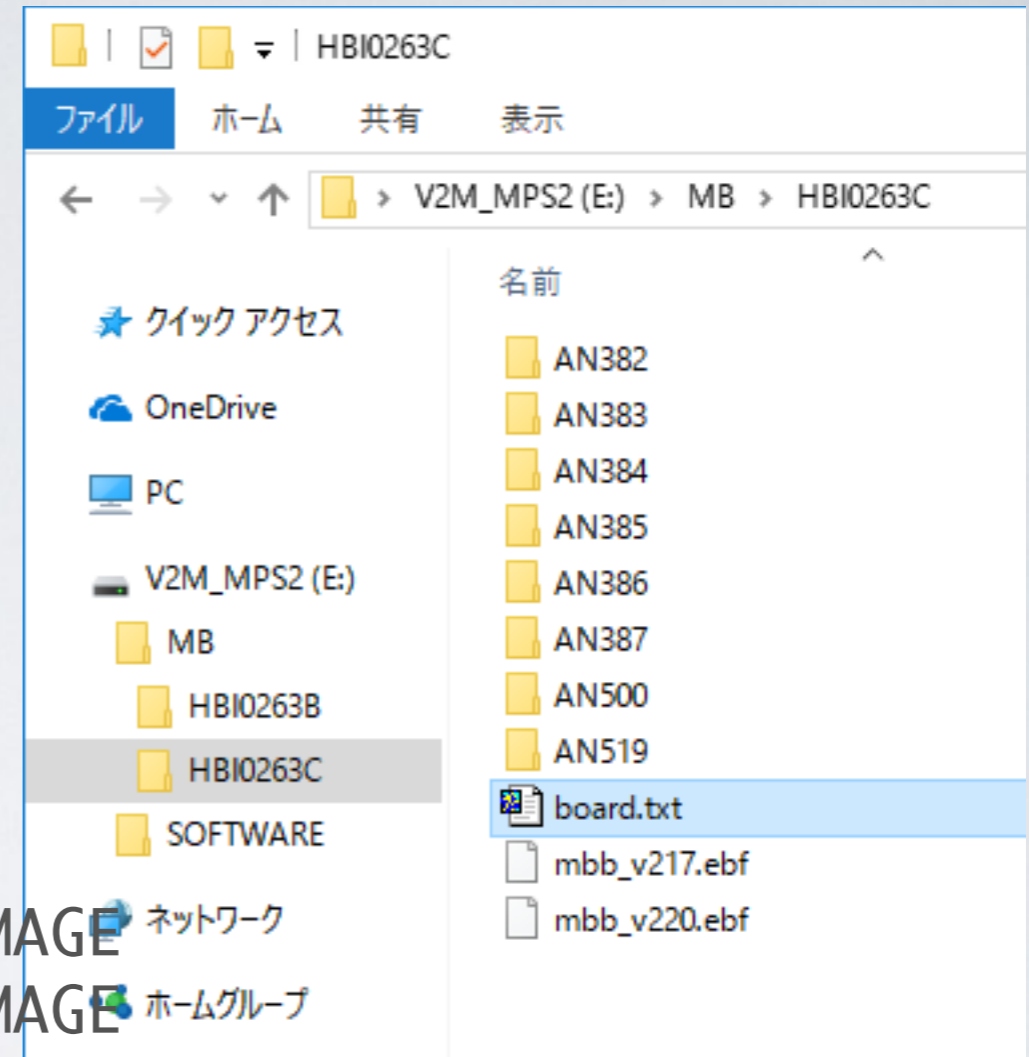 HBI0263C
ファイル ホーム 共有 表示
V2M_MPS2 (E:) > MB > HBI0263C
名前
クイック アクセス
OneDrive
PC
V2M_MPS2 (E:)
MB
HBI0263B
HBI0263C
SOFTWARE
ネットワーク
ホームグループ
AN382
AN383
AN384
AN385
AN386
AN387
AN500
AN519
board.txt
mbb_v217.ebf
mbb_v220.ebf
MAGE
MAGE